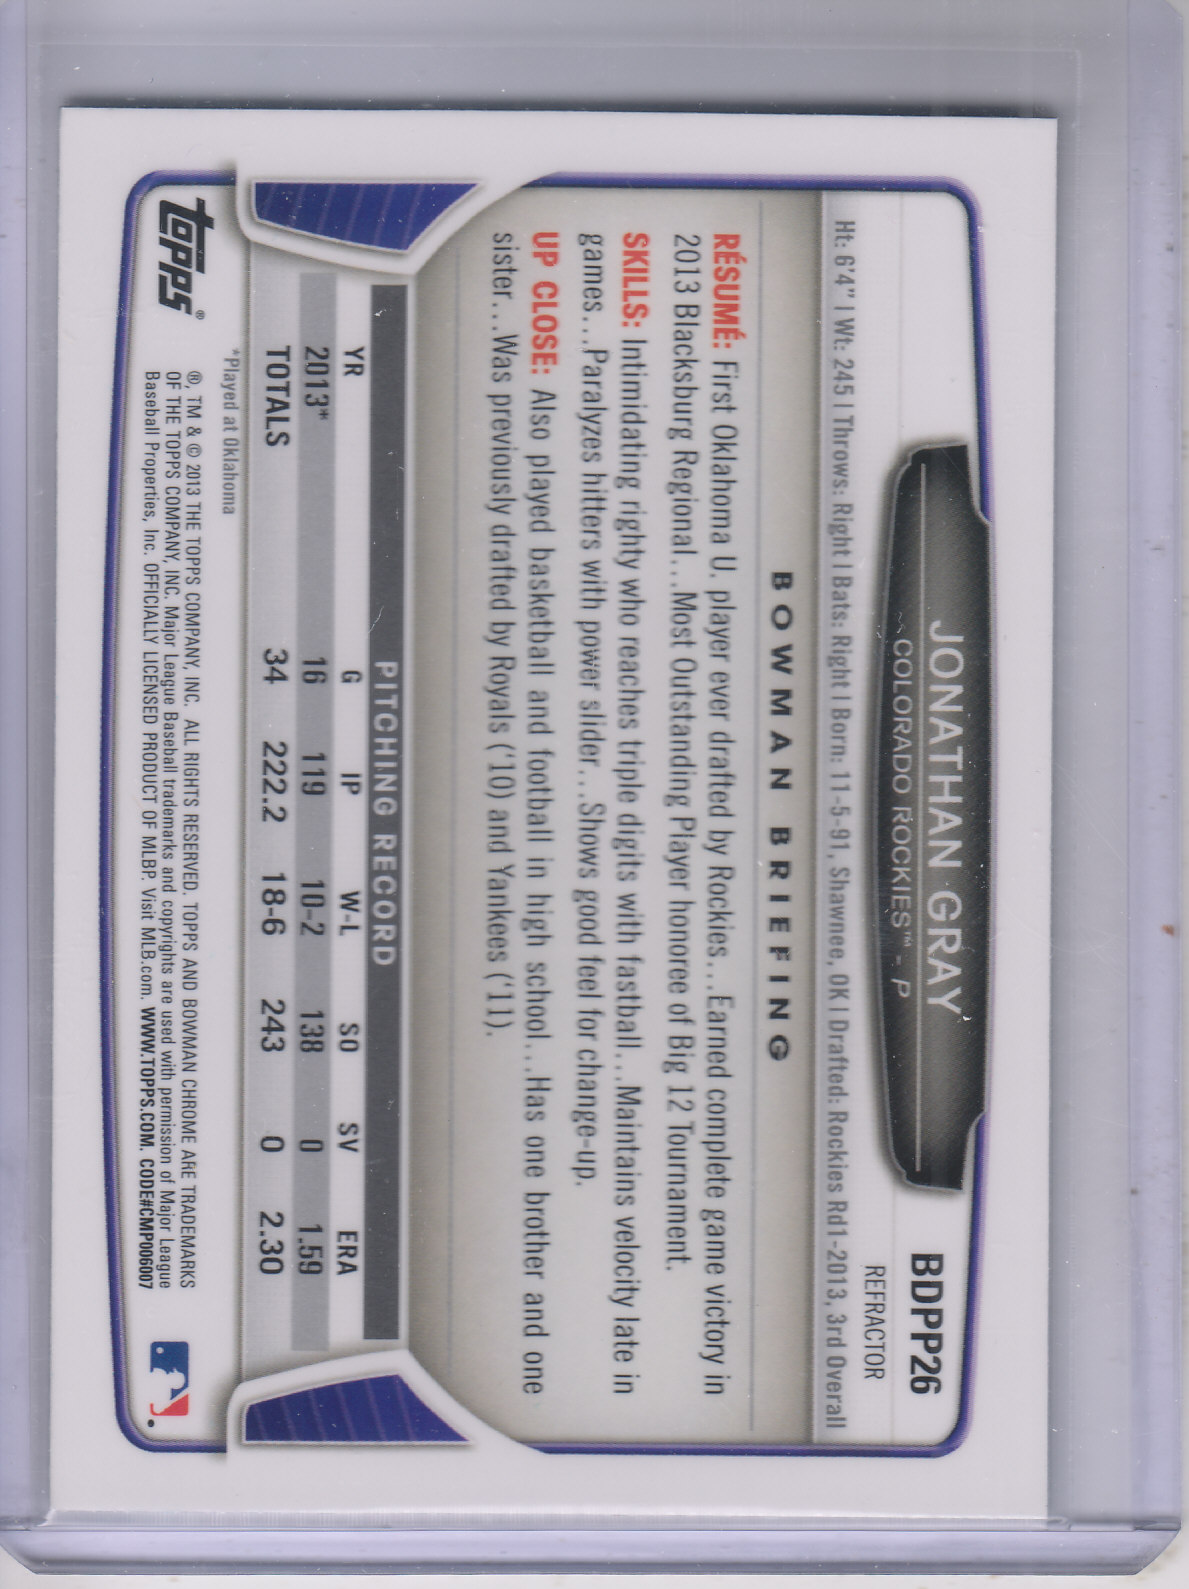 BDPP26
REFRACTOR
JONATHAN GRAY
COLORADO ROCKIES™ - P
Ht: 6'4" | Wt: 245 | Throws: Right | Bats: Right | Born: 11-5-91, Shawnee, OK | Drafted: Rockies Rd1-2013, 3rd Overall
BOWMAN BRIEFING
RÉSUMÉ: First Oklahoma U. player ever drafted by Rockies...Earned complete game victory in
2013 Blacksburg Regional...Most Outstanding Player honoree of Big 12 Tournament.
SKILLS: Intimidating righty who reaches triple digits with fastball...Maintains velocity late in
games...Paralyzes hitters with power slider...Shows good feel for change-up.
UP CLOSE: Also played basketball and football in high school...Has one brother and one
sister...Was previously drafted by Royals ('10) and Yankees ('11).
PITCHING RECORD
YR G IP W-L SO SV ERA
2013* 16 119 10-2 138 0 1.59
TOTALS 34 222.2 18-6 243 0 2.30
*Played at Oklahoma
topps®
®, TM & © 2013 THE TOPPS COMPANY, INC. ALL RIGHTS RESERVED. TOPPS AND BOWMAN CHROME ARE TRADEMARKS
OF THE TOPPS COMPANY, INC. Major League Baseball trademarks and copyrights are used with permission of Major League
Baseball Properties, Inc. OFFICIALLY LICENSED PRODUCT OF MLBP. Visit MLB.com. WWW.TOPPS.COM. CODE#CMP006007